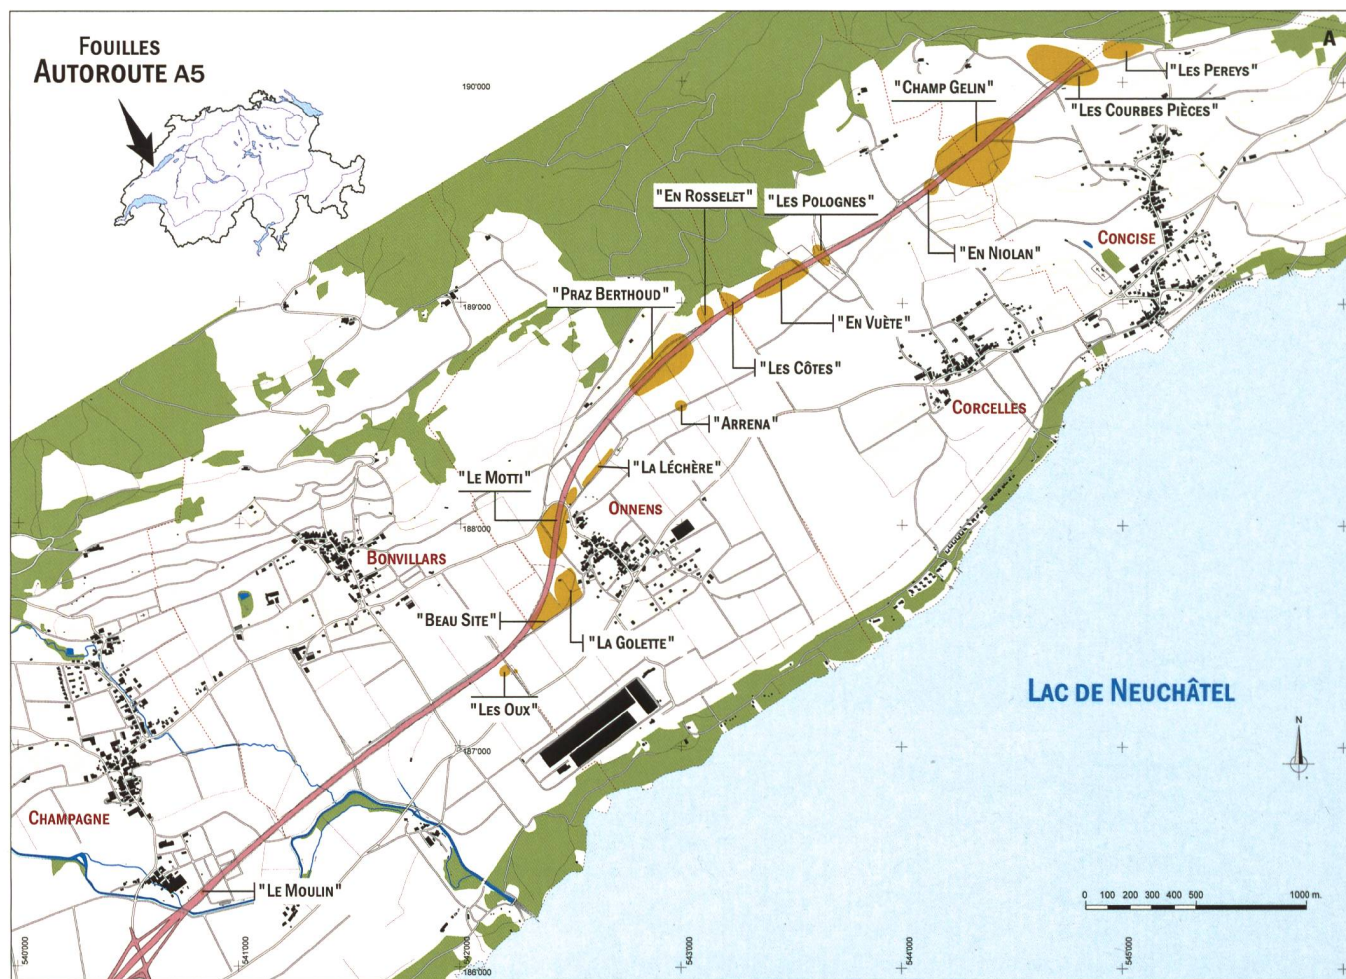 FOUILLES
AUTOROUTE A5
190'000
A
"LES PEREYS"
"CHAMP GELIN"
"LES COURBES PIÈCES"
"EN ROSSELET"
"LES POLOGNES"
CONCISE
"EN NIOLAN"
"PRAZ BERTHOUD"
189'000
"EN VUÈTE"
"LES CÔTES"
CORCELLES
"ARRENA"
"LA LÉCHÈRE"
"LE MOTTI"
ONNENS
188'000
BONVILLARS
"BEAU SITE"
"LA GOLETTE"
LAC DE NEUCHÂTEL
"LES OUX"
N
187'000
CHAMPAGNE
"LE MOULIN"
0 100 200 300 400 500 1000 m.
540'000
541'000
542'000
186'000
543'000
544'000
545'000